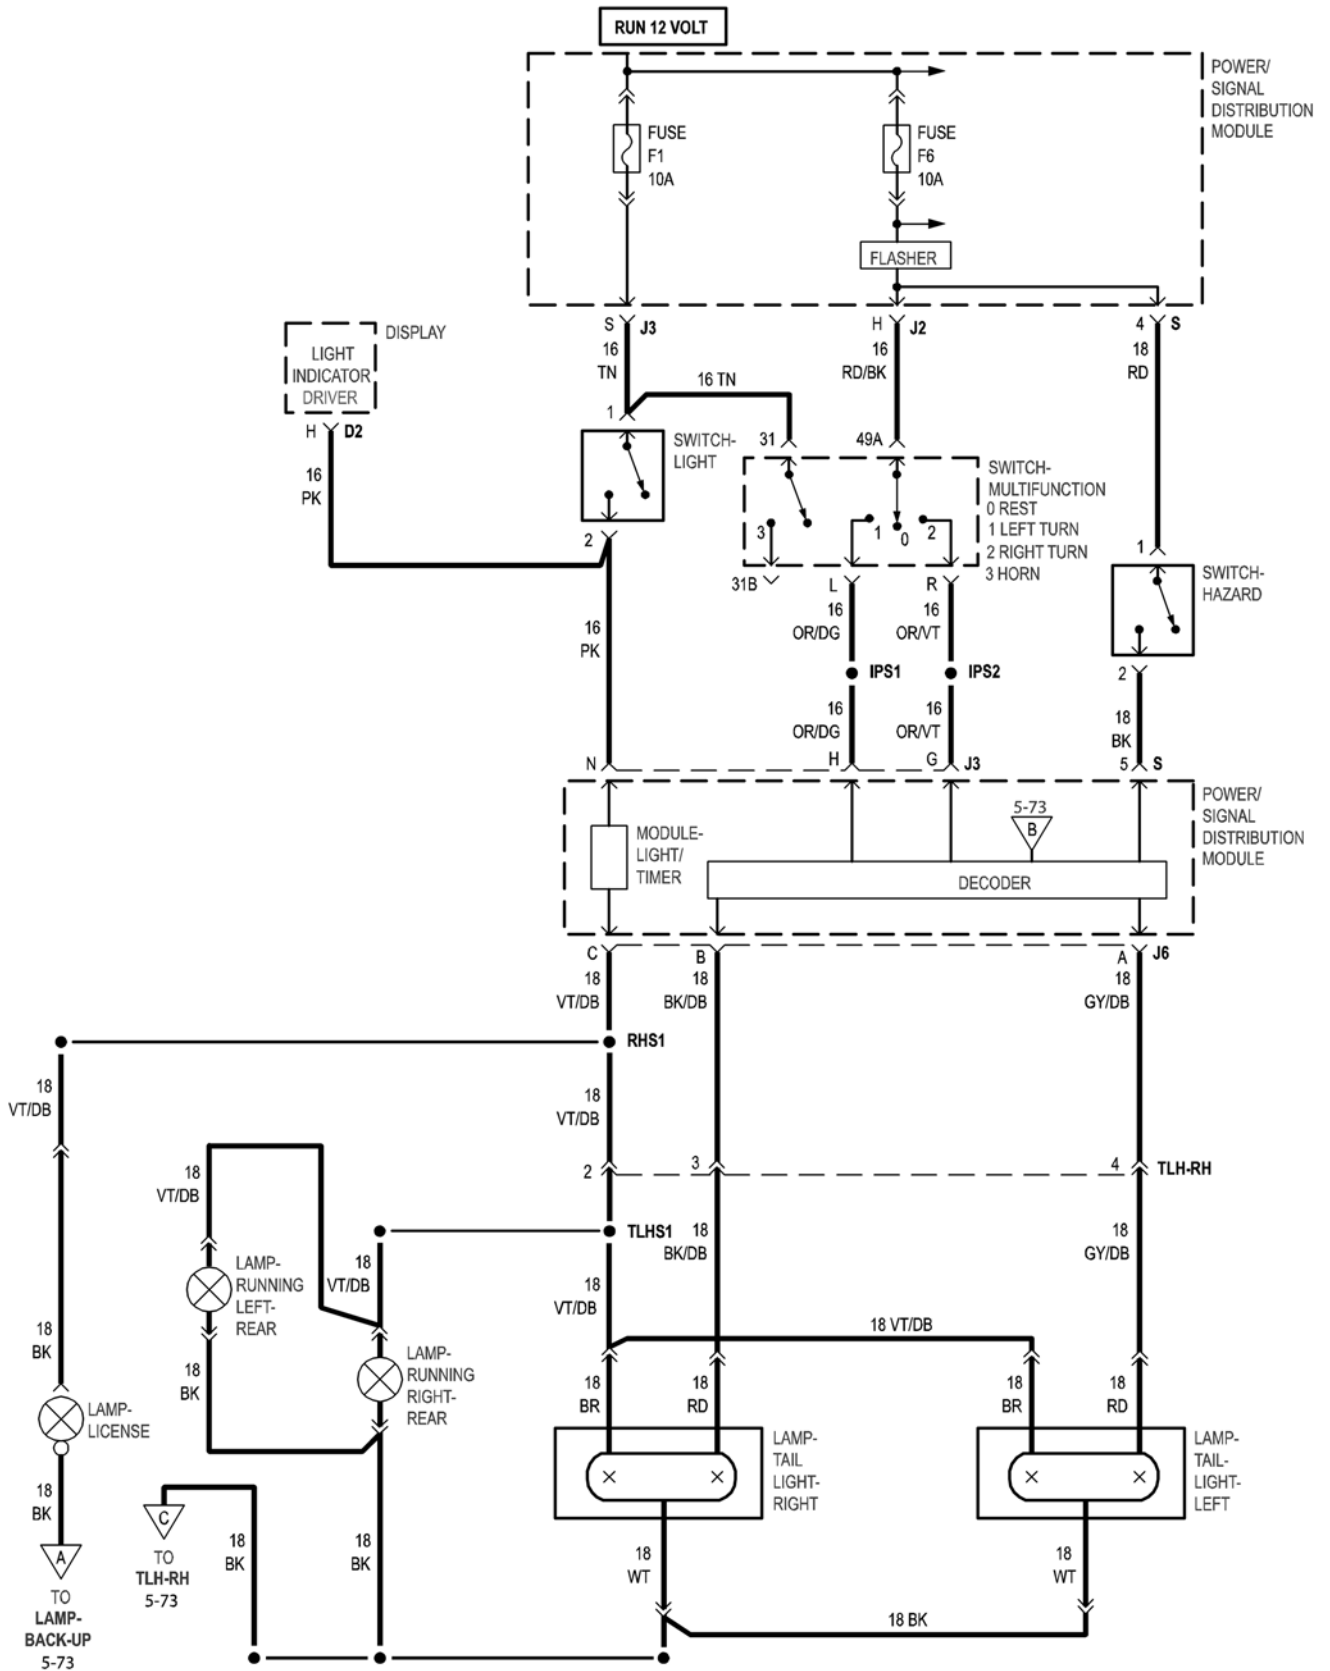 RUN 12 VOLT
POWER/
SIGNAL
DISTRIBUTION
MODULE
FUSE
F1
10A
FUSE
F6
10A
FLASHER
S J3
H J2
4 S
16
TN
16 TN
16
RD/BK
18
RD
DISPLAY
LIGHT
INDICATOR
DRIVER
H D2
16
PK
1
SWITCH-
LIGHT
2
31
49A
SWITCH-
MULTIFUNCTION
0 REST
1 LEFT TURN
2 RIGHT TURN
3 HORN
3
1
0
2
31B
L
R
1
SWITCH-
HAZARD
2
16
OR/DG
16
OR/VT
16
PK
IPS1
IPS2
16
OR/DG
16
OR/VT
18
BK
N
H
G J3
5 S
POWER/
SIGNAL
DISTRIBUTION
MODULE
MODULE-
LIGHT/
TIMER
5-73
B
DECODER
C
B
A J6
18
VT/DB
18
BK/DB
18
GY/DB
RHS1
18
VT/DB
18
VT/DB
2
3
4 TLH-RH
18
VT/DB
TLHS1
18
BK/DB
18
GY/DB
18
VT/DB
18
VT/DB
LAMP-
RUNNING
LEFT-
REAR
18 VT/DB
18
BK
18
BK
LAMP-
RUNNING
RIGHT-
REAR
18
BR
18
RD
18
BR
18
RD
LAMP-
LICENSE
LAMP-
TAIL
LIGHT-
RIGHT
LAMP-
TAIL-
LIGHT-
LEFT
18
BK
A
TO
LAMP-
BACK-UP
5-73
C
TO
TLH-RH
5-73
18
BK
18
BK
18
WT
18
WT
18 BK